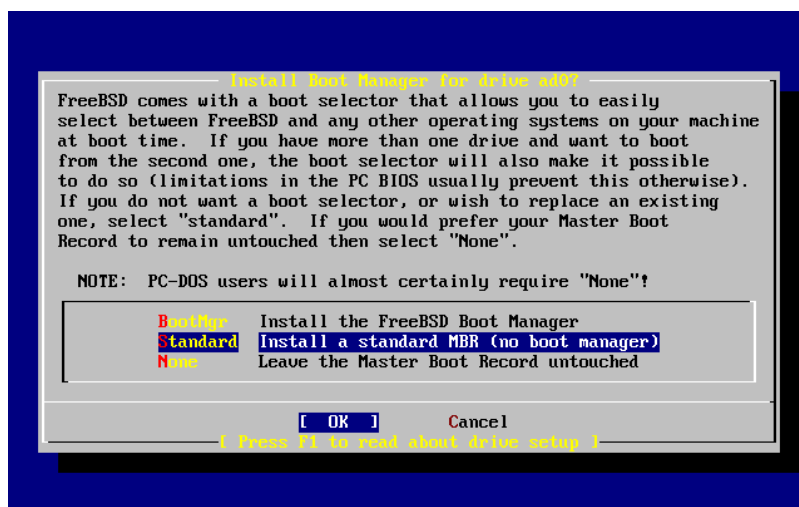 Install Boot Manager for drive ad0?
FreeBSD comes with a boot selector that allows you to easily
select between FreeBSD and any other operating systems on your machine
at boot time.  If you have more than one drive and want to boot
from the second one, the boot selector will also make it possible
to do so (limitations in the PC BIOS usually prevent this otherwise).
If you do not want a boot selector, or wish to replace an existing
one, select "standard".  If you would prefer your Master Boot
Record to remain untouched then select "None".
NOTE:  PC-DOS users will almost certainly require "None"!
BootMgr  Install the FreeBSD Boot Manager
Standard  Install a standard MBR (no boot manager)
None  Leave the Master Boot Record untouched
[  OK  ]  Cancel
[ Press F1 to read about drive setup ]